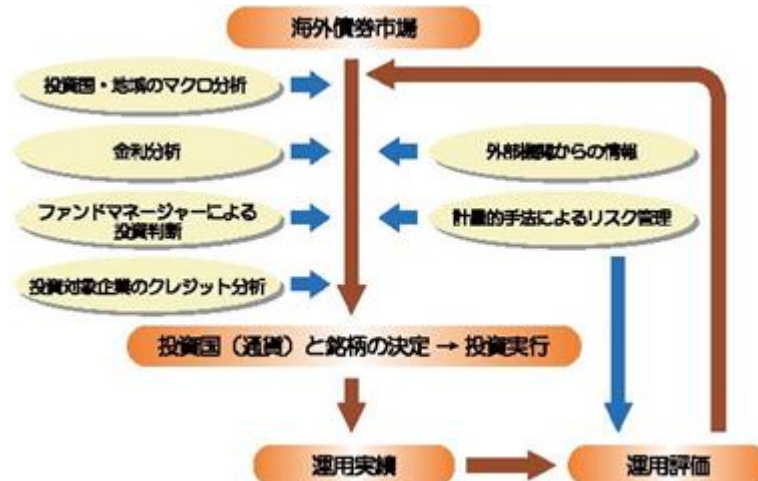 海外債券市場
投資国・地域のマクロ分析
金利分析
外部機関からの情報
ファンドマネージャーによる
投資判断
計量的手法によるリスク管理
投資対象企業のクレジット分析
投資国（通貨）と銘柄の決定 → 投資実行
運用実績
運用評価